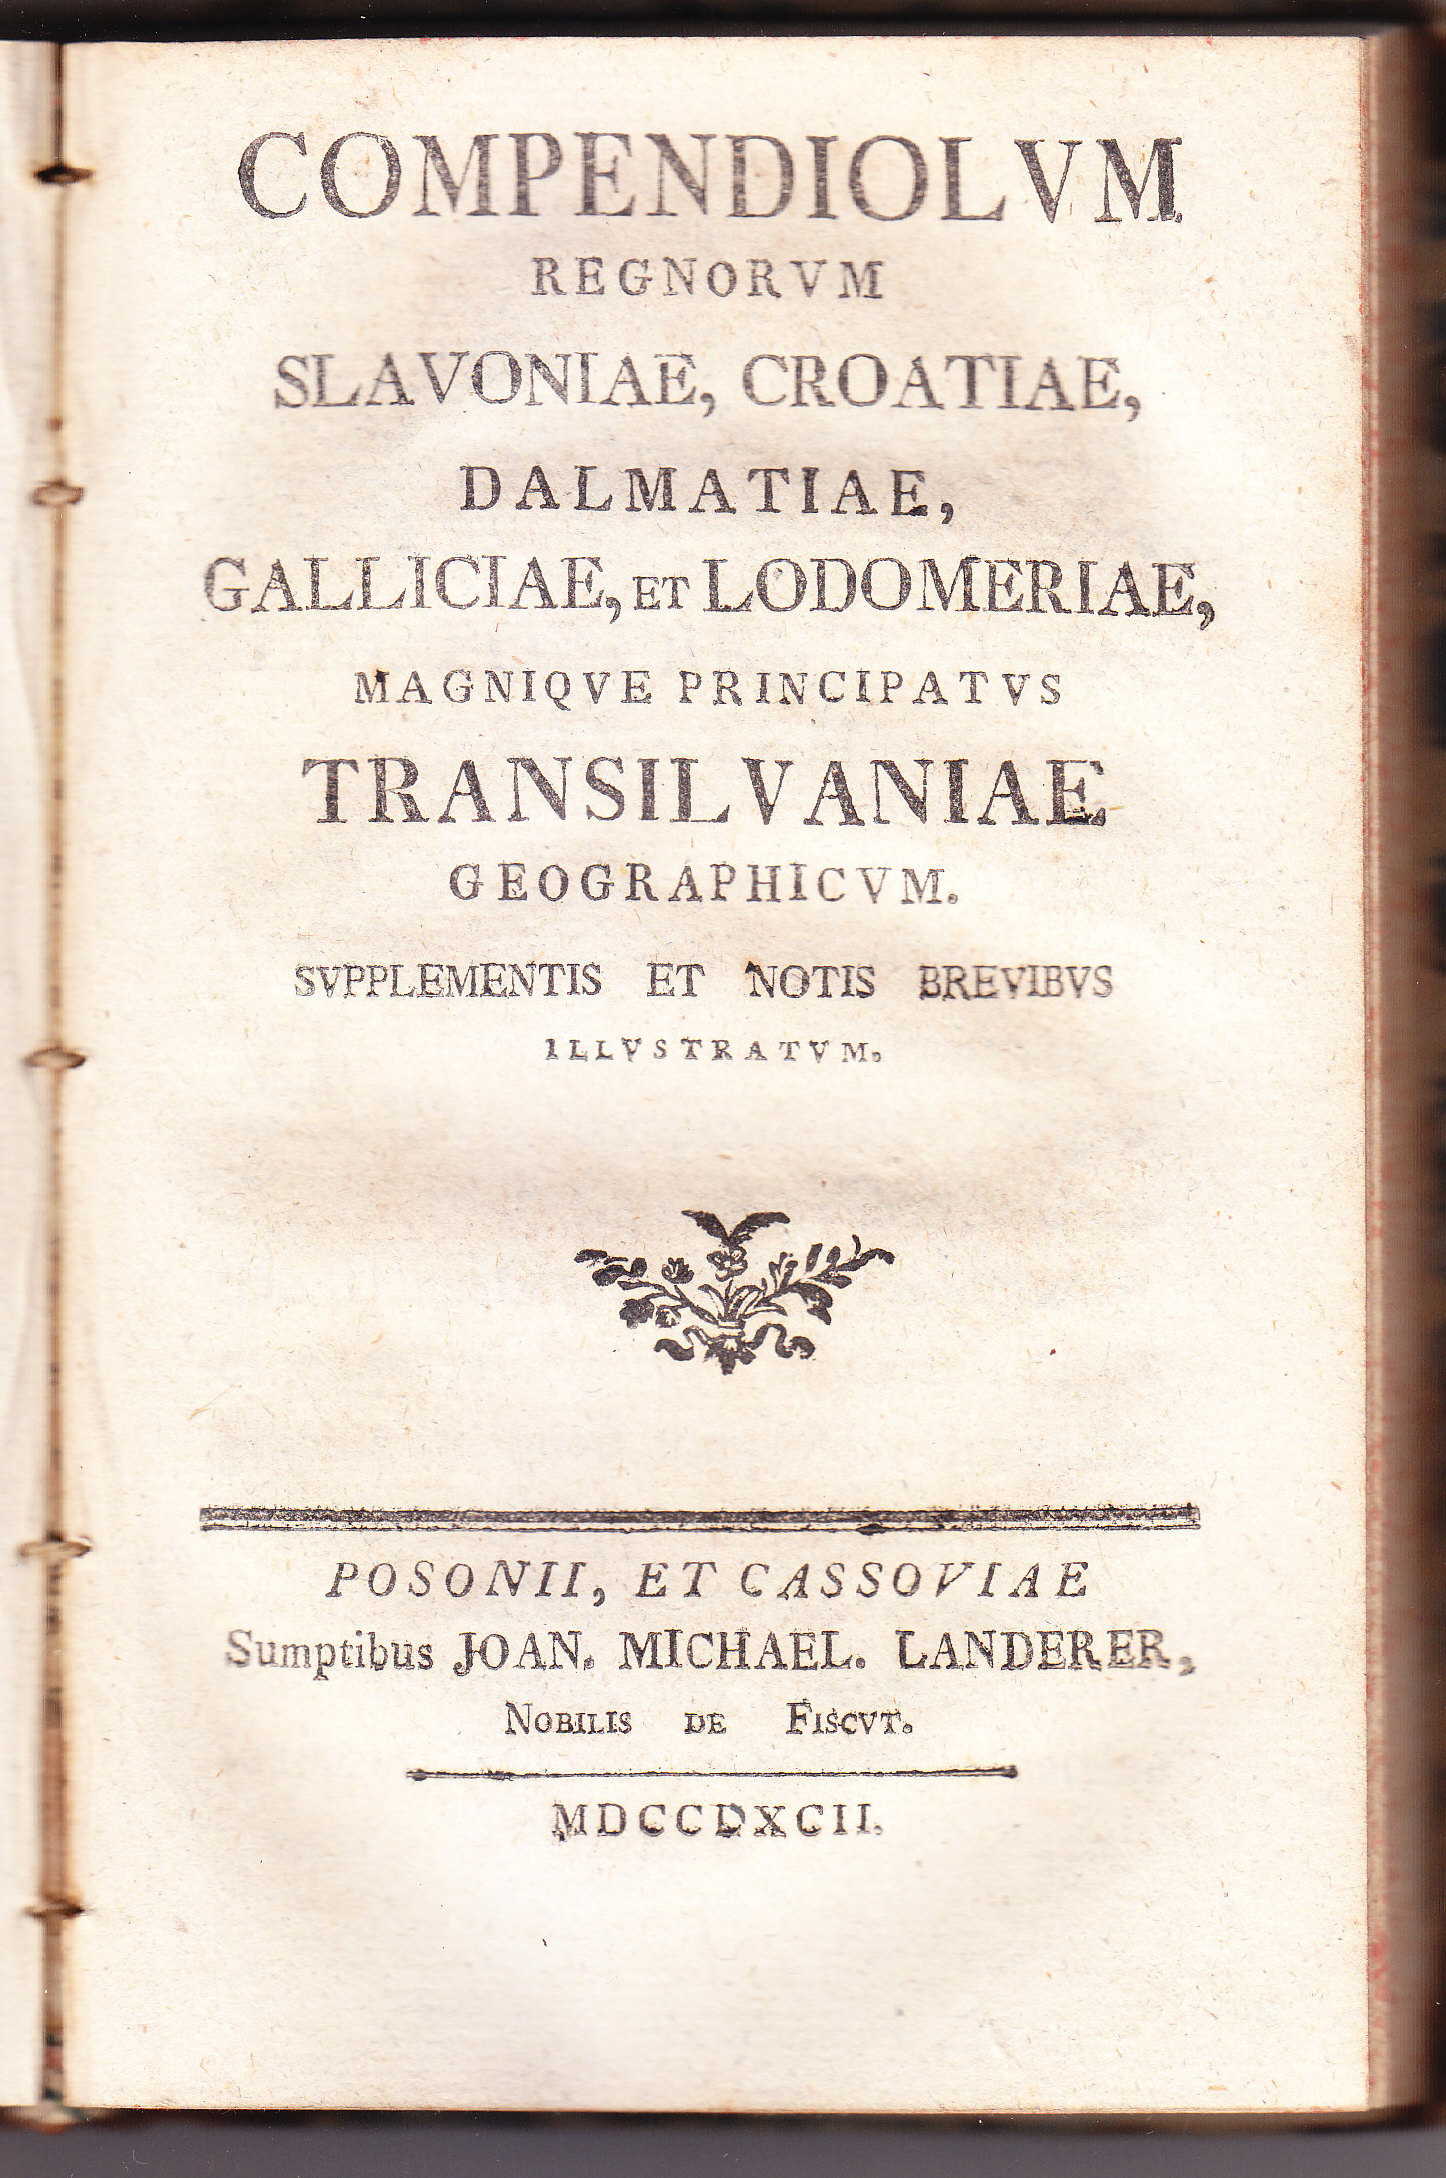 COMPENDIOLVM
REGNORVM
SLAVONIAE, CROATIAE,
DALMATIAE,
GALLICIAE, ET LODOMERIAE,
MAGNIQVE PRINCIPATVS
TRANSILVANIAE
GEOGRAPHICVM.
SVPPLEMENTIS ET NOTIS BREVIBVS
ILLVSTRATVM.
POSONII, ET CASSOVIAE
Sumptibus JOAN. MICHAEL. LANDERER,
NOBILIS DE FISCVT.
MDCCLXCII.